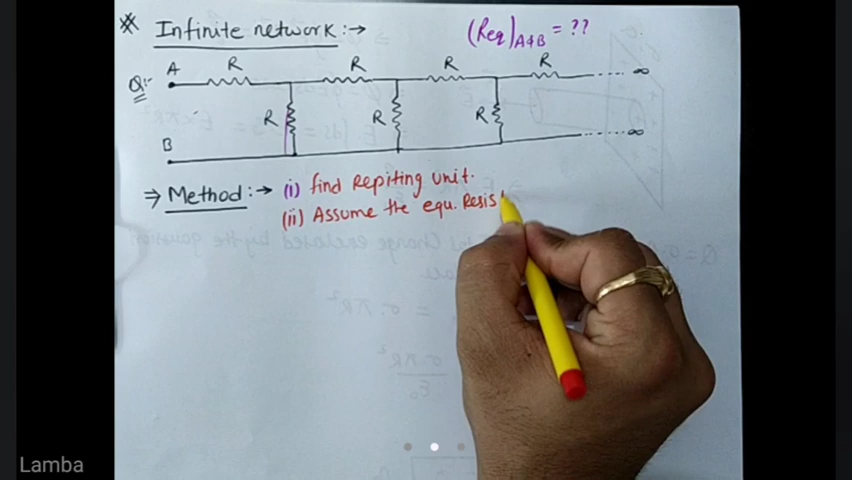 * Infinite network :→ (Req)A&B = ??
Q:- A R R R R ∞
R R R
B ∞
⇒ Method :→ (i) find Repiting unit.
(ii) Assume the equ. Resis
Lamba